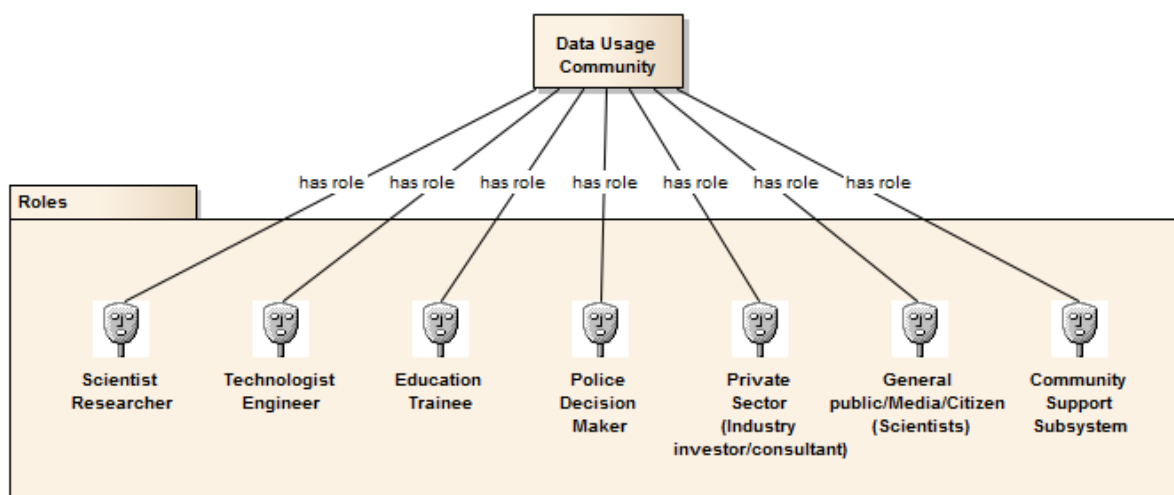 Data Usage
Community
has role has role has role has role has role has role has role
Roles
Scientist
Researcher
Technologist
Engineer
Education
Trainee
Police
Decision
Maker
Private
Sector
(Industry
investor/consultant)
General
public/Media/Citizen
(Scientists)
Community
Support
Subsystem